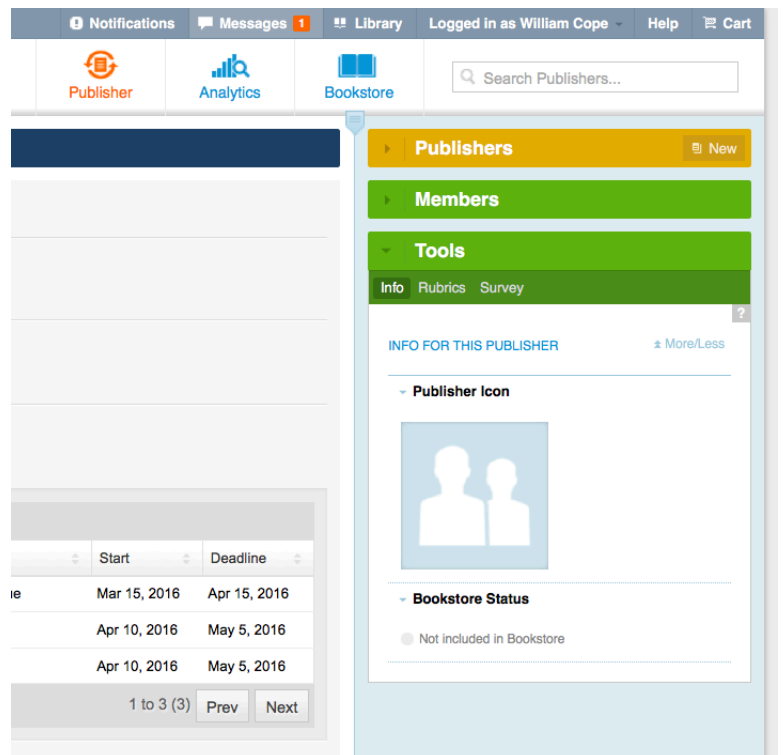 Notifications Messages 1 Library Logged in as William Cope Help Cart
Publisher Analytics Bookstore Search Publishers...
Publishers New
Members
Tools
Info Rubrics Survey
?
INFO FOR THIS PUBLISHER More/Less
Publisher Icon
Start Deadline
ue Mar 15, 2016 Apr 15, 2016
Apr 10, 2016 May 5, 2016
Apr 10, 2016 May 5, 2016
1 to 3 (3) Prev Next
Bookstore Status
Not included in Bookstore